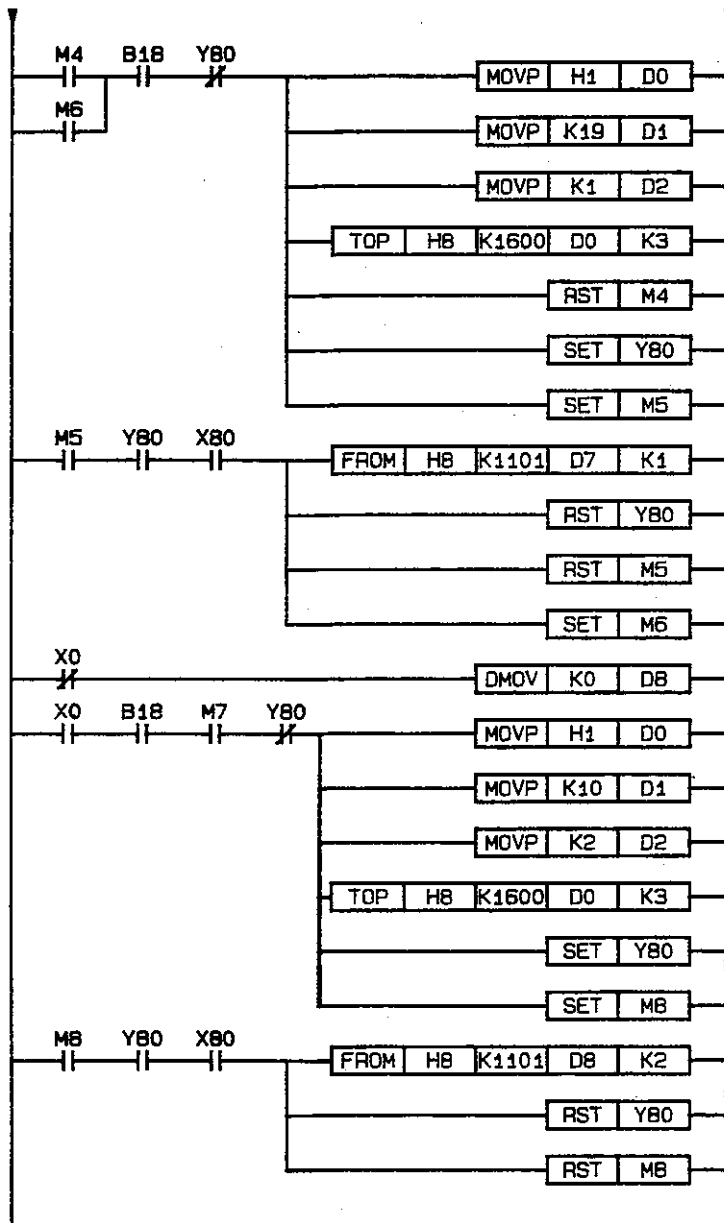 M4 B18 Y80
MOVP H1 D0
M6
MOVP K19 D1
MOVP K1 D2
TOP H8 K1600 D0 K3
RST M4
SET Y80
SET M5
M5 Y80 X80
FROM H8 K1101 D7 K1
RST Y80
RST M5
SET M6
X0
DMOV K0 D8
X0 B18 M7 Y80
MOVP H1 D0
MOVP K10 D1
MOVP K2 D2
TOP H8 K1600 D0 K3
SET Y80
SET M8
M8 Y80 X80
FROM H8 K1101 D8 K2
RST Y80
RST M8